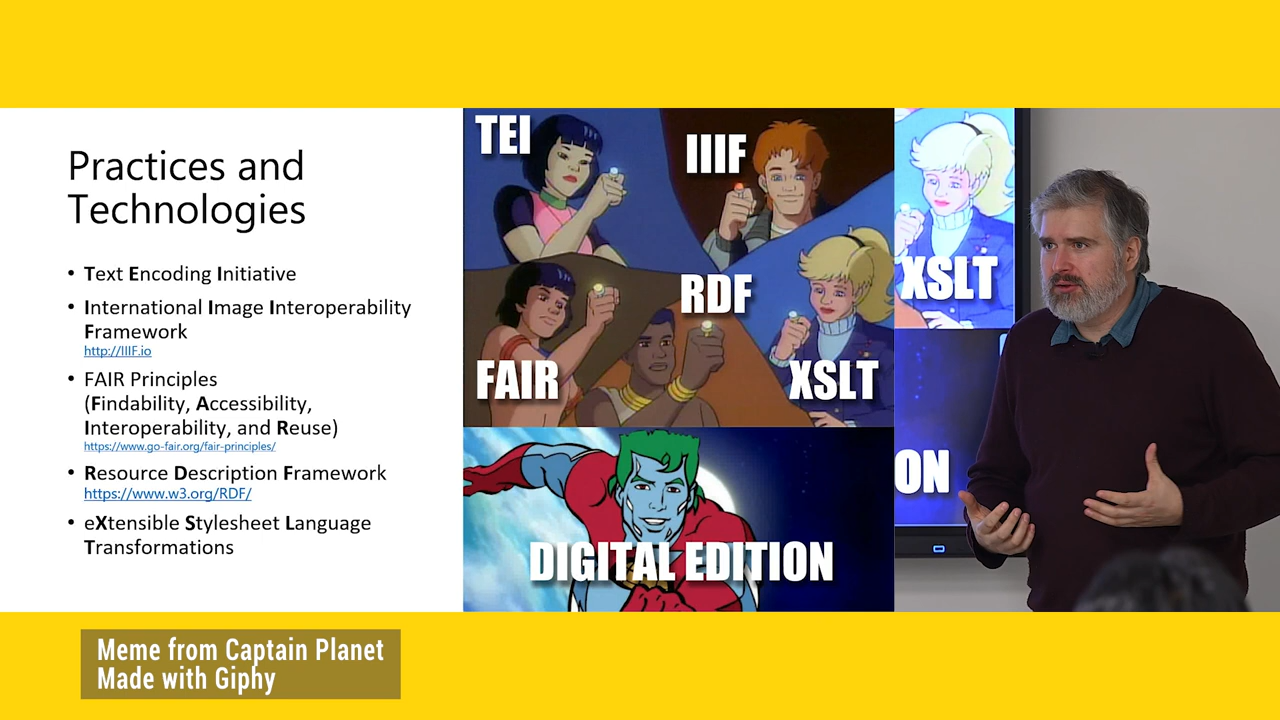 Practices and
Technologies
• Text Encoding Initiative
• International Image Interoperability
Framework
http://IIIF.io
• FAIR Principles
(Findability, Accessibility,
Interoperability, and Reuse)
https://www.go-fair.org/fair-principles/
• Resource Description Framework
https://www.w3.org/RDF/
• eXtensible Stylesheet Language
Transformations
TEI
IIIF
RDF
FAIR
XSLT
DIGITAL EDITION
XSLT
ON
Meme from Captain Planet
Made with Giphy